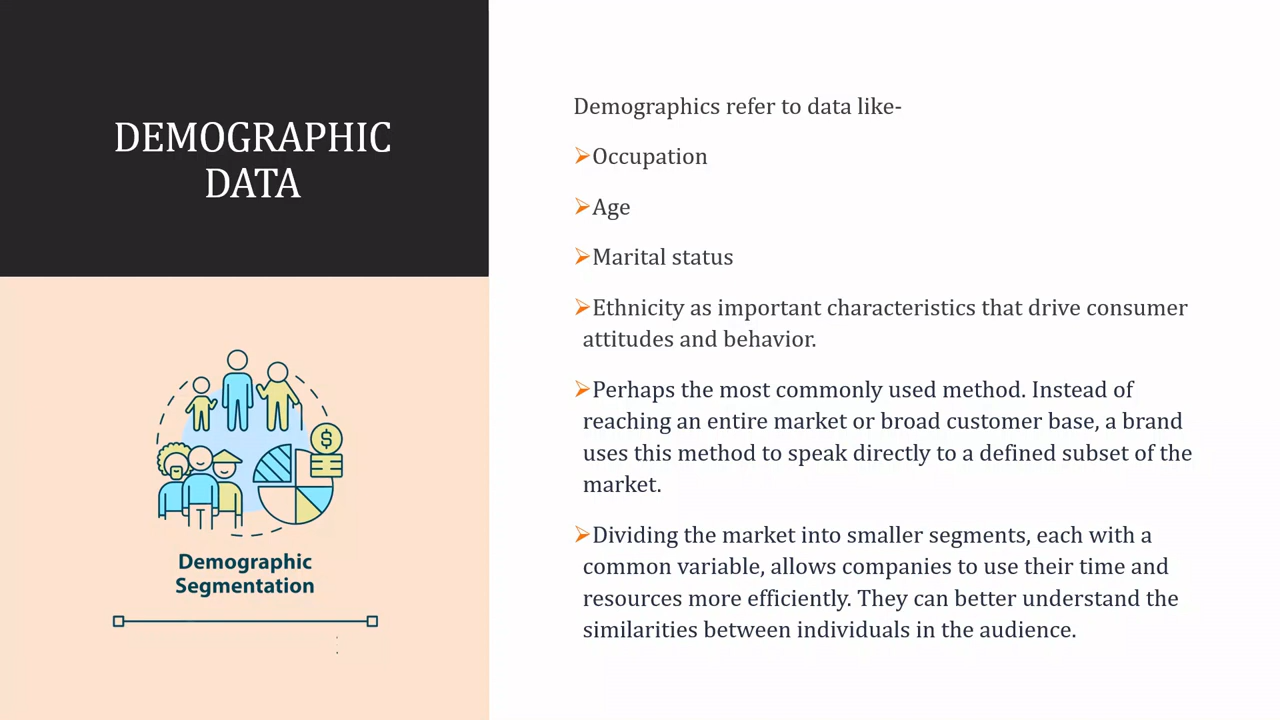 DEMOGRAPHIC
DATA
Demographics refer to data like-
➢Occupation
➢Age
➢Marital status
➢Ethnicity as important characteristics that drive consumer
attitudes and behavior.
➢Perhaps the most commonly used method. Instead of
reaching an entire market or broad customer base, a brand
uses this method to speak directly to a defined subset of the
market.
➢Dividing the market into smaller segments, each with a
common variable, allows companies to use their time and
resources more efficiently. They can better understand the
similarities between individuals in the audience.
$
Demographic
Segmentation